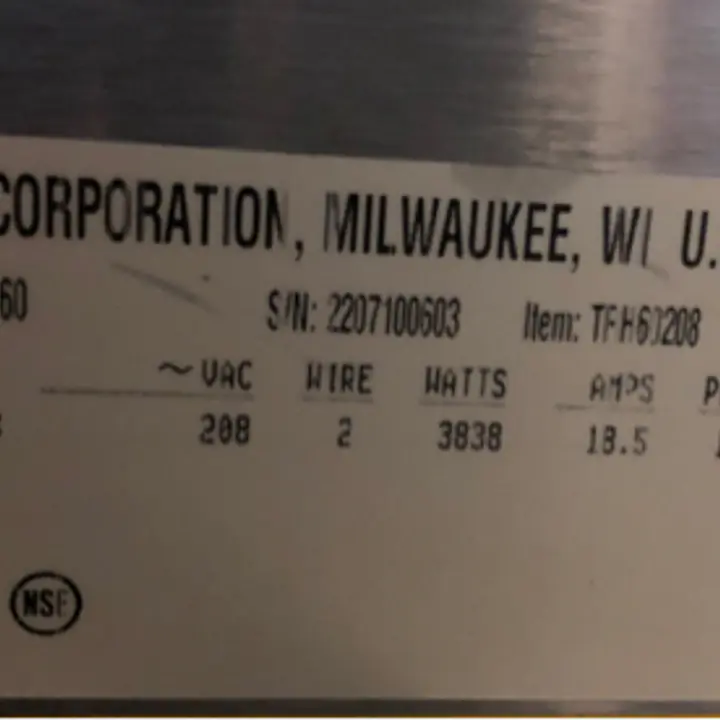 CORPORATION, MILWAUKEE, WI U.
60 S/N: 2207100603 Item: TFH60208
~VAC WIRE WATTS AMPS P
208 2 3838 18.5
NSF